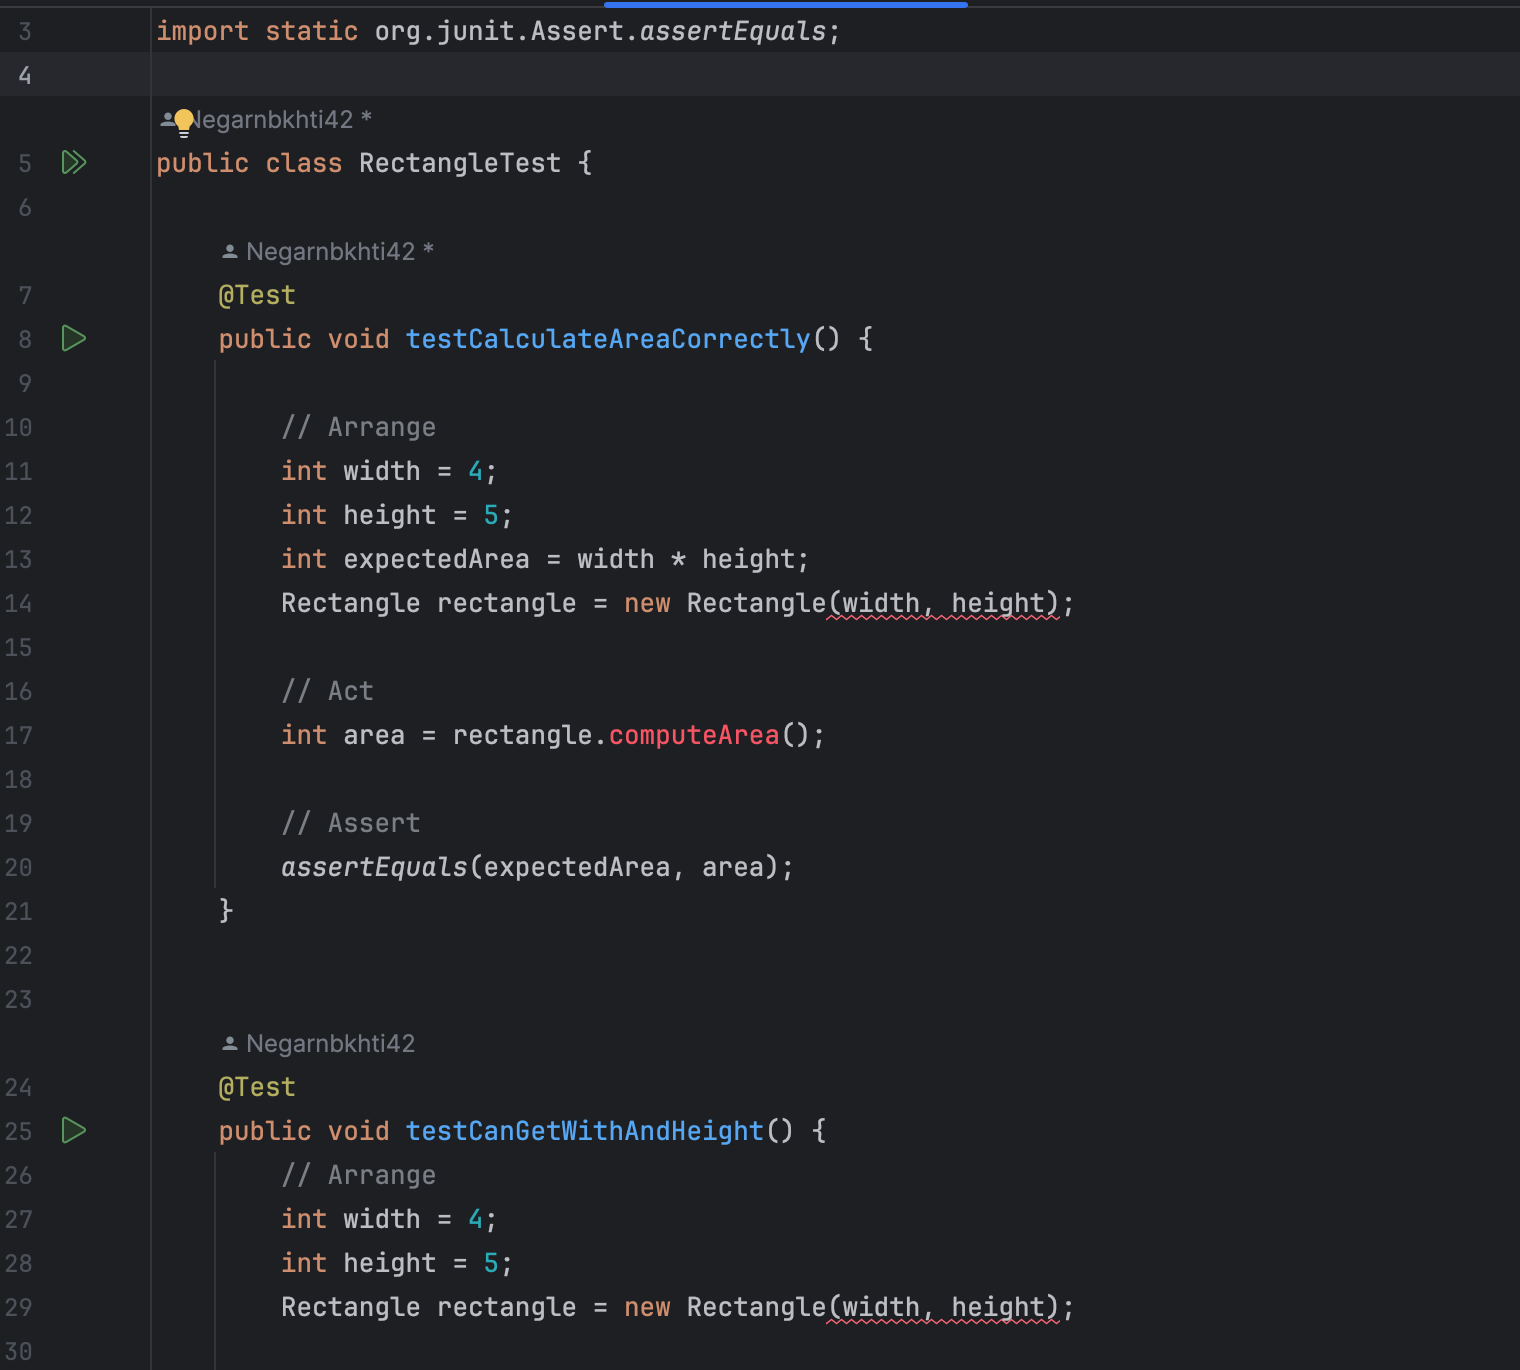 3 import static org.junit.Assert.assertEquals;
4
Negarnbkhti42 *
5 public class RectangleTest {
6
Negarnbkhti42 *
7 @Test
8 public void testCalculateAreaCorrectly() {
9
10 // Arrange
11 int width = 4;
12 int height = 5;
13 int expectedArea = width * height;
14 Rectangle rectangle = new Rectangle(width, height);
15
16 // Act
17 int area = rectangle.computeArea();
18
19 // Assert
20 assertEquals(expectedArea, area);
21 }
22
23
Negarnbkhti42
24 @Test
25 public void testCanGetWithAndHeight() {
26 // Arrange
27 int width = 4;
28 int height = 5;
29 Rectangle rectangle = new Rectangle(width, height);
30